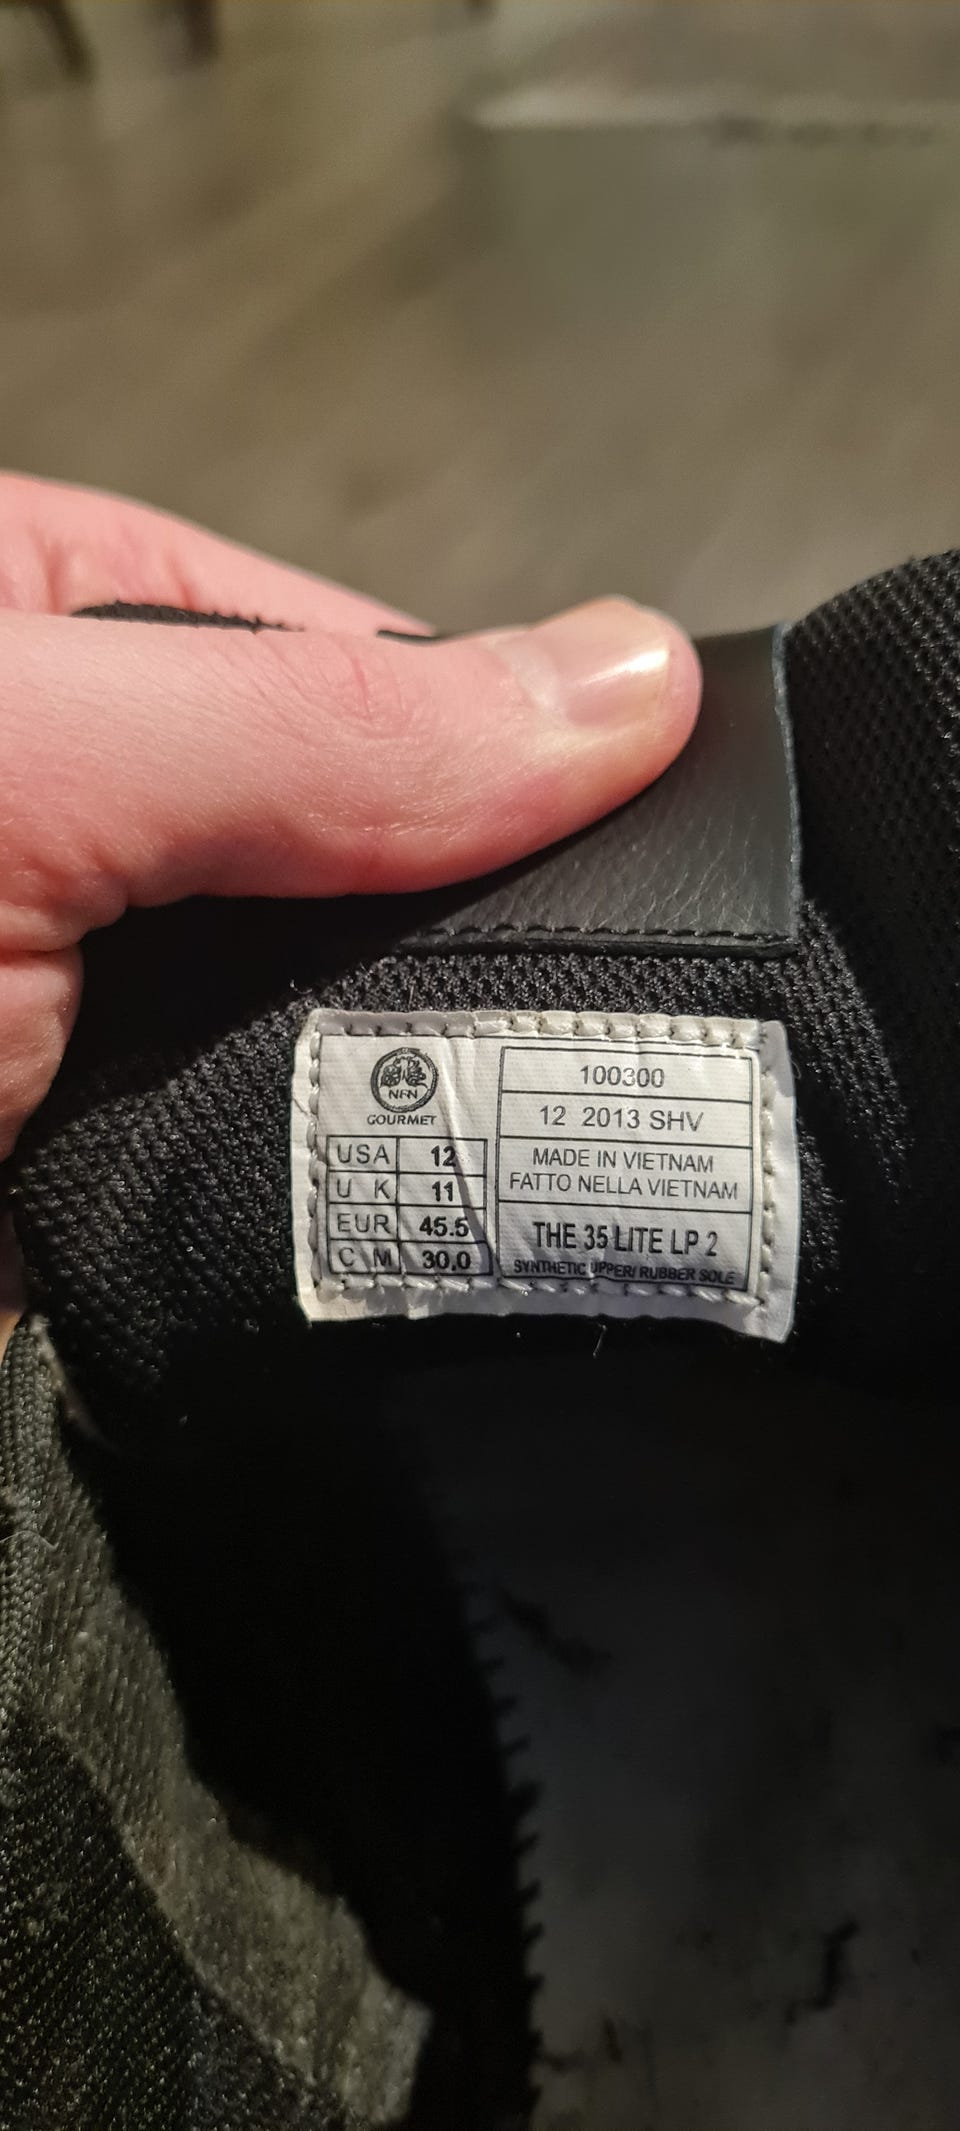 NFN
GOURMET
USA 12
U K 11
EUR 45.5
C M 30.0
100300
12 2013 SHV
MADE IN VIETNAM
FATTO NELLA VIETNAM
THE 35 LITE LP 2
SYNTHETIC UPPER/ RUBBER SOLE